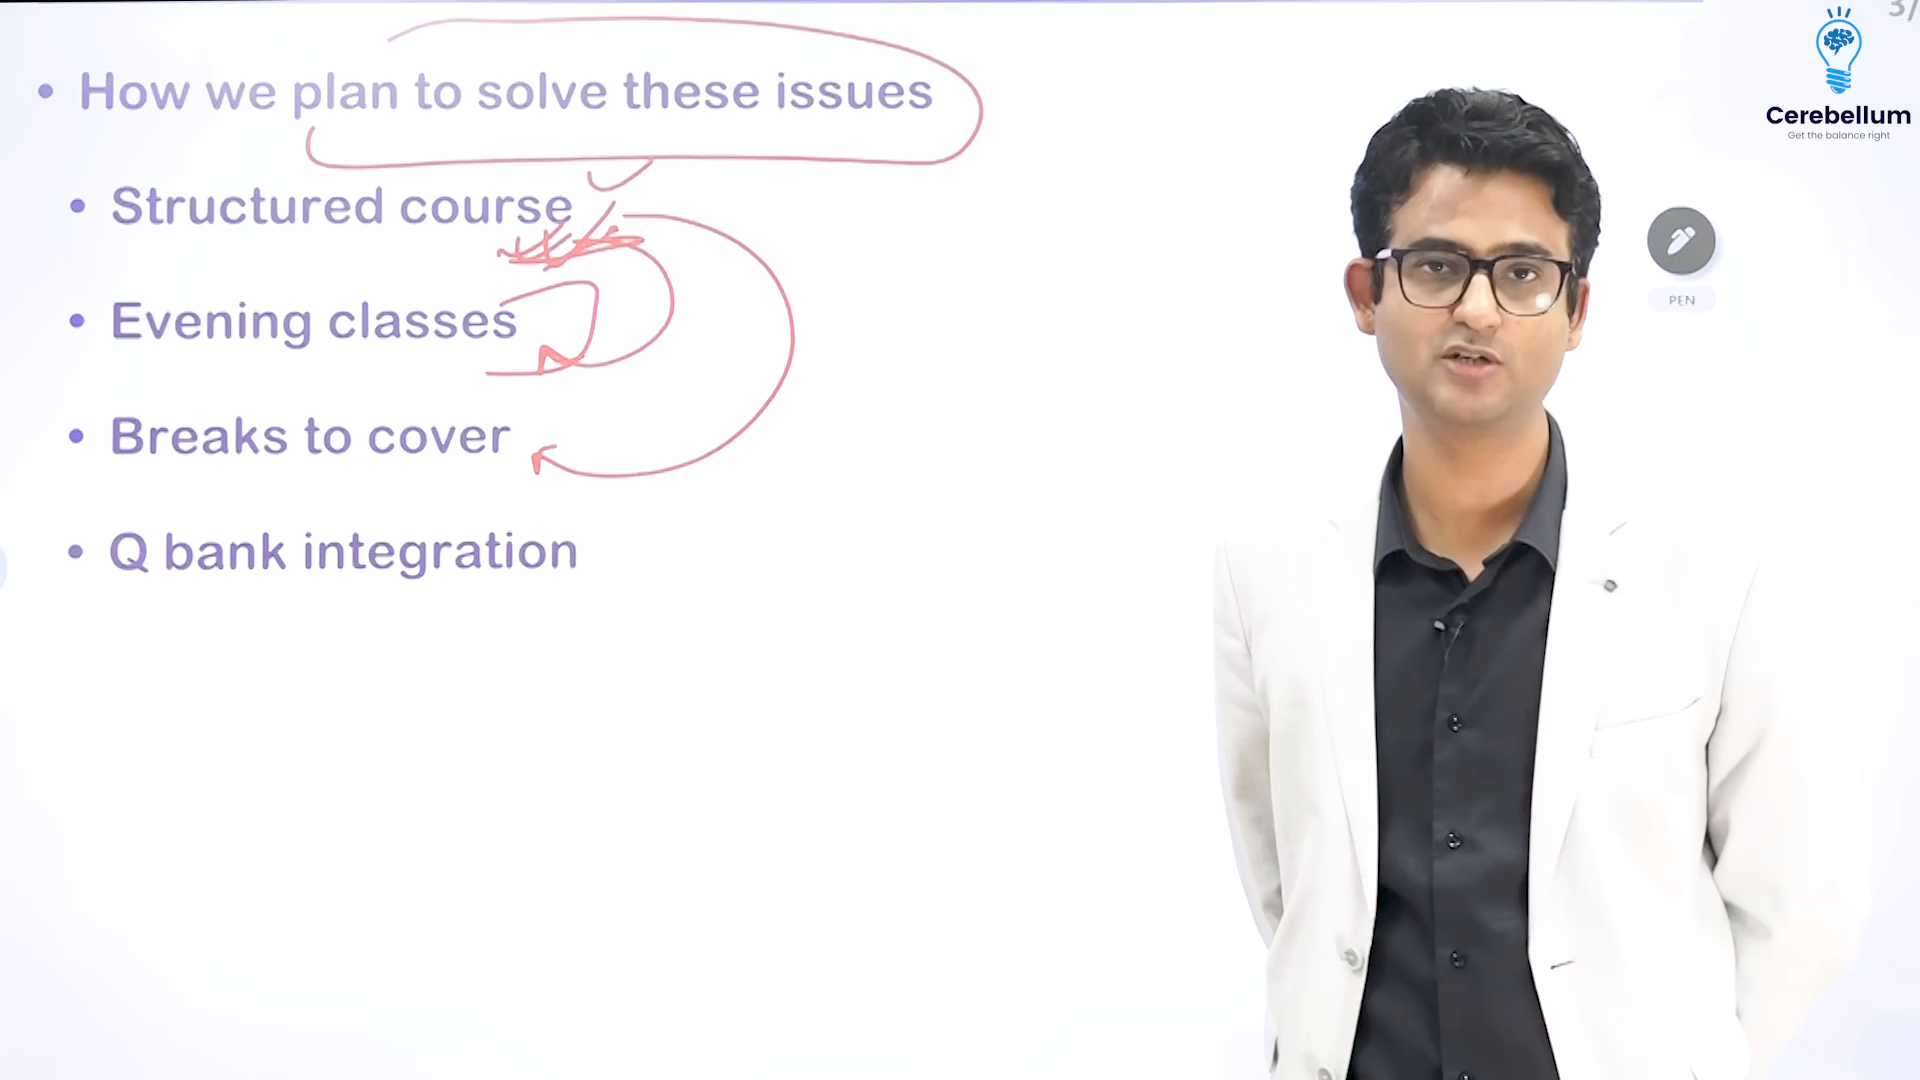 3/
Cerebellum
Get the balance right
• How we plan to solve these issues
• Structured course
• Evening classes
PEN
• Breaks to cover
• Q bank integration